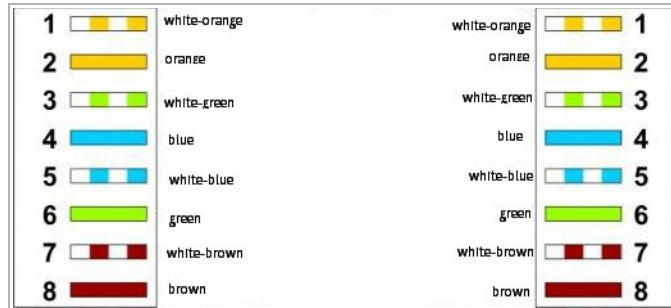 1 white-orange white-orange 1
2 orange orange 2
3 white-green white-green 3
4 blue blue 4
5 white-blue white-blue 5
6 green green 6
7 white-brown white-brown 7
8 brown brown 8